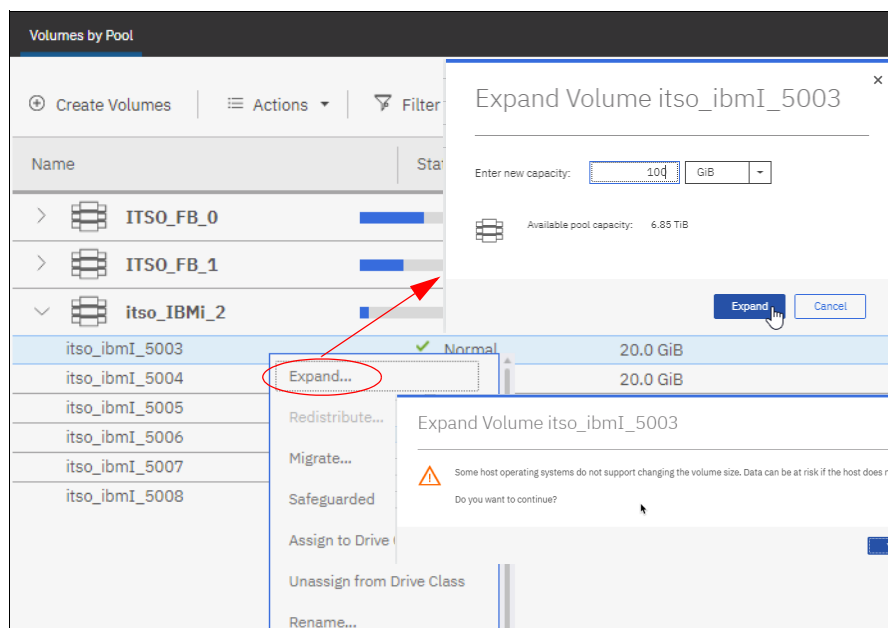 Volumes by Pool
Create Volumes
Actions
Filter
Name
ITSO_FB_0
ITSO_FB_1
itso_IBMi_2
itso_ibmI_5003
Normal
20.0 GiB
itso_ibmI_5004
20.0 GiB
itso_ibmI_5005
itso_ibmI_5006
itso_ibmI_5007
itso_ibmI_5008
Expand...
Redistribute...
Migrate...
Safeguarded
Assign to Drive
Unassign from Drive Class
Rename...
Expand Volume itso_ibmI_5003
Enter new capacity: 100 GiB
Available pool capacity: 6.85 TiB
Expand Cancel
Expand Volume itso_ibmI_5003
Some host operating systems do not support changing the volume size. Data can be at risk if the host does
Do you want to continue?